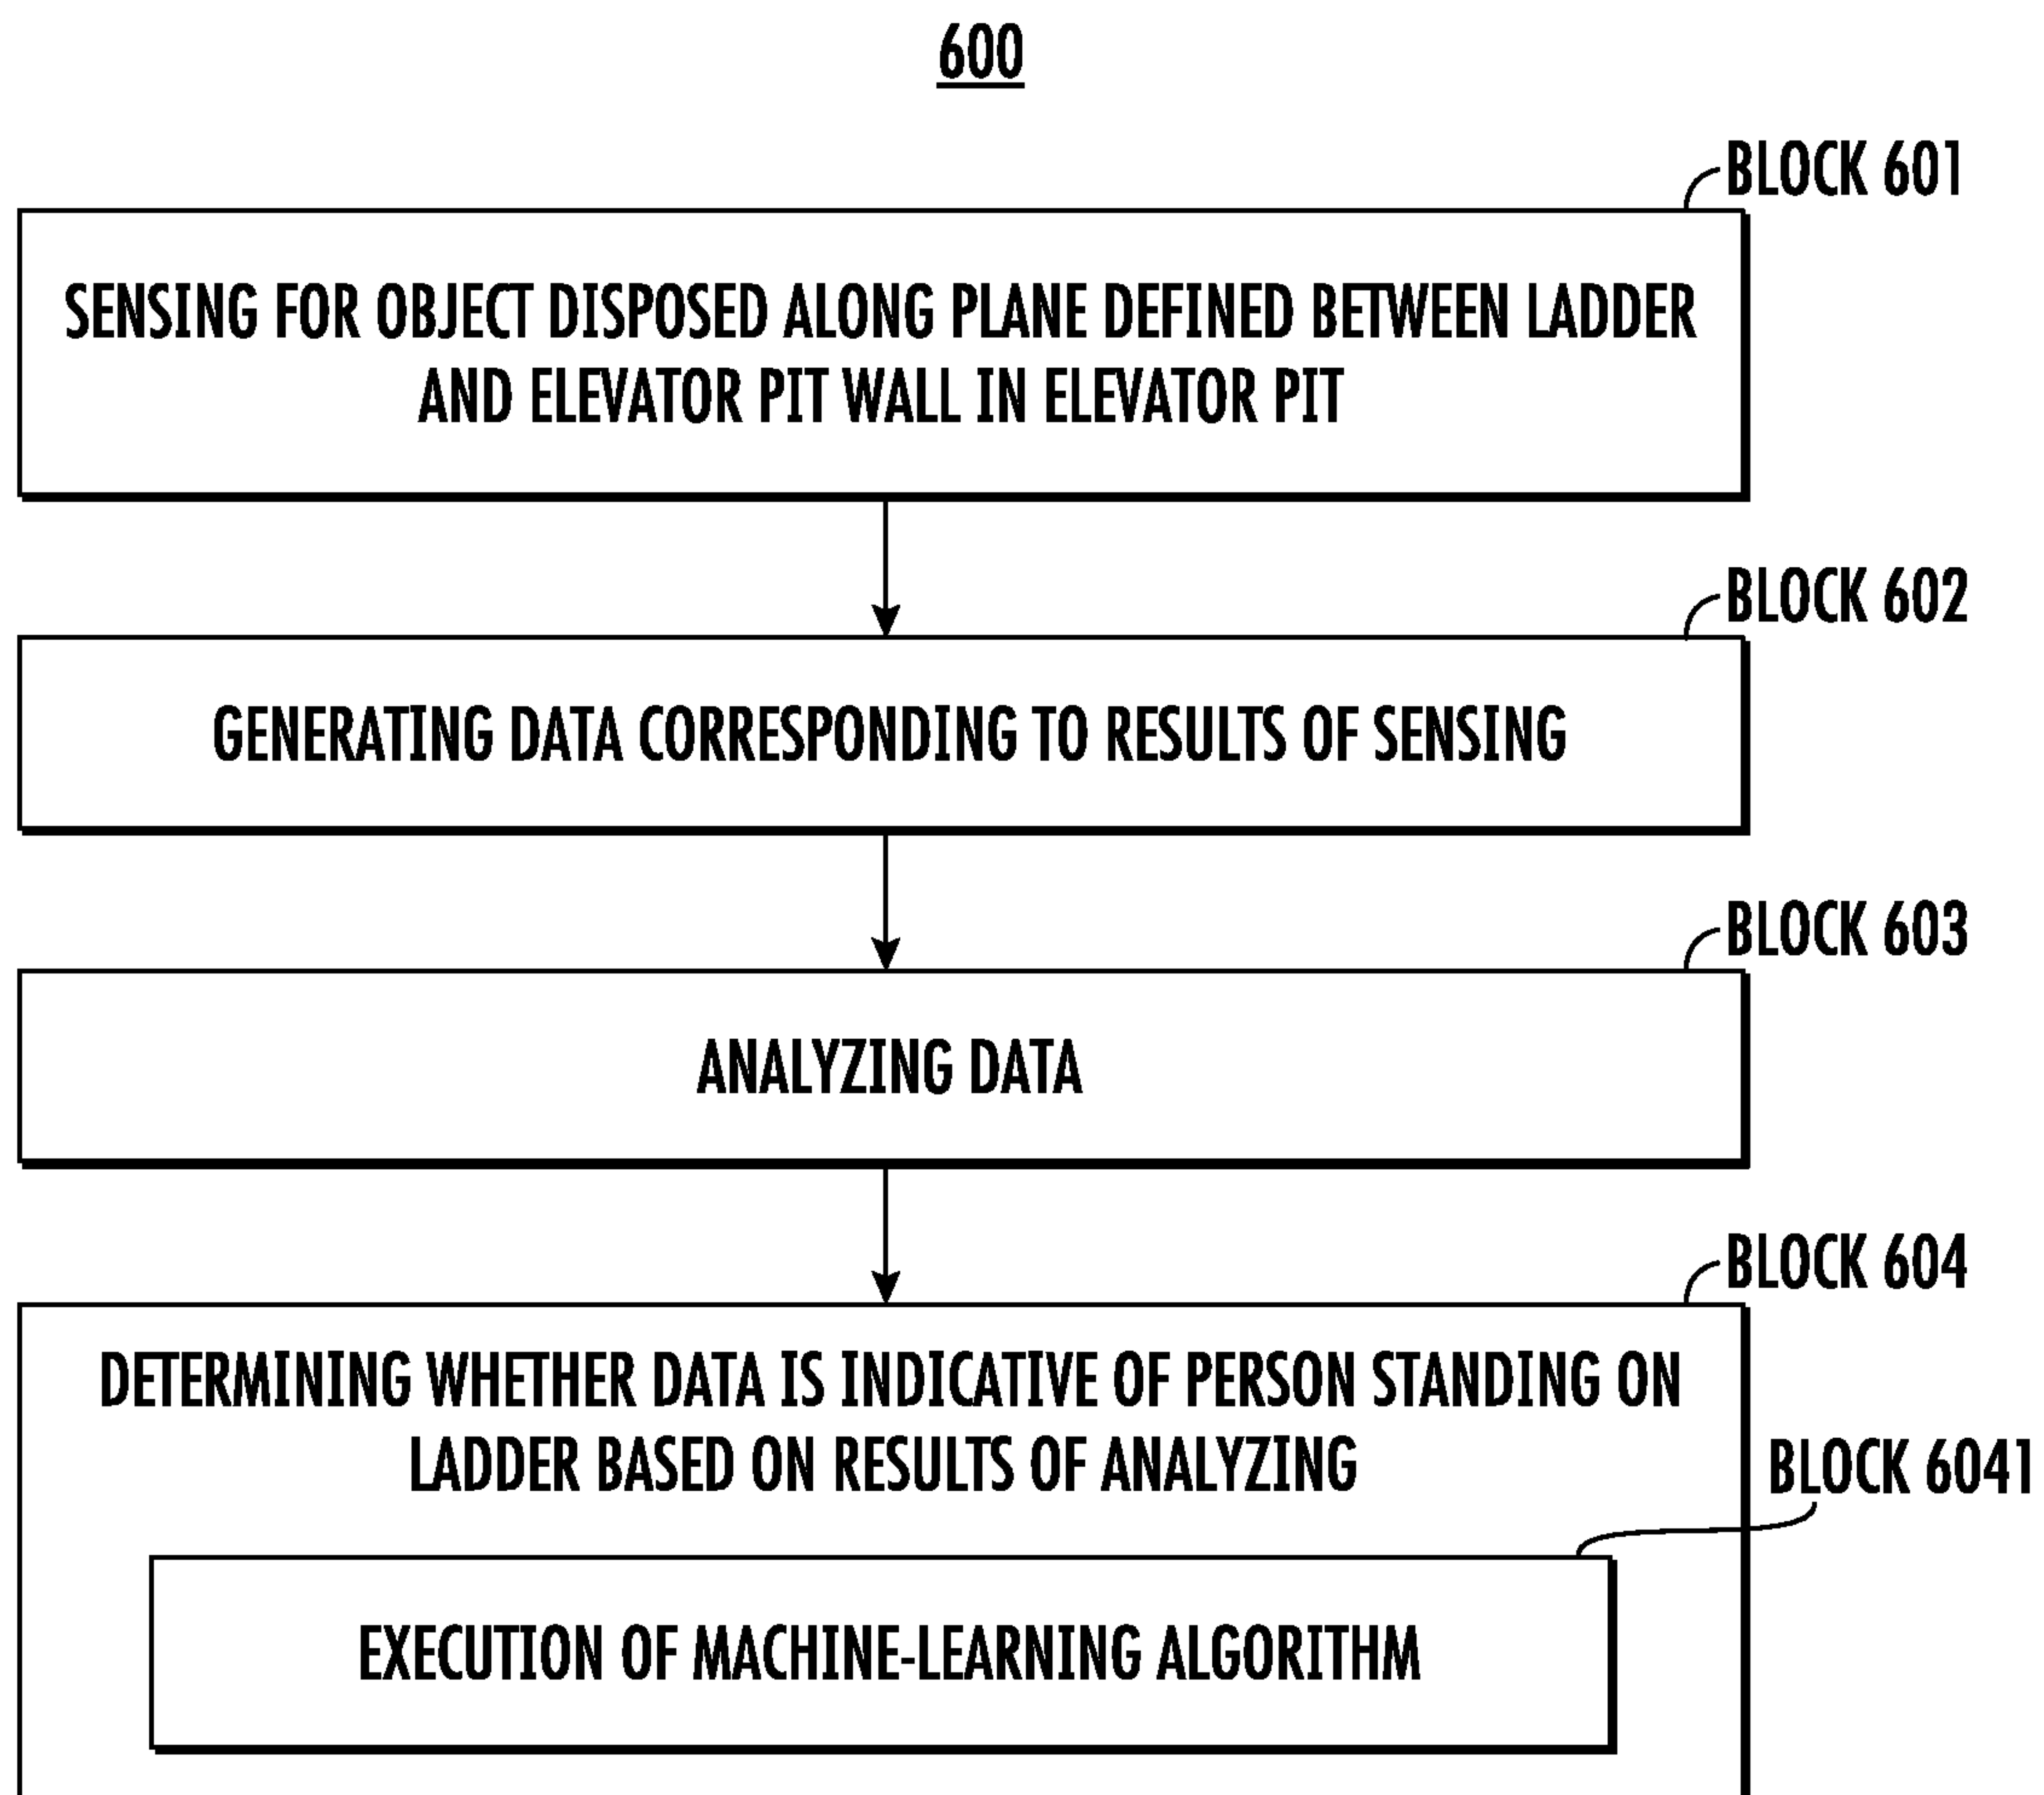 600
BLOCK 601
SENSING FOR OBJECT DISPOSED ALONG PLANE DEFINED BETWEEN LADDER
AND ELEVATOR PIT WALL IN ELEVATOR PIT
BLOCK 602
GENERATING DATA CORRESPONDING TO RESULTS OF SENSING
BLOCK 603
ANALYZING DATA
BLOCK 604
DETERMINING WHETHER DATA IS INDICATIVE OF PERSON STANDING ON
LADDER BASED ON RESULTS OF ANALYZING
BLOCK 6041
EXECUTION OF MACHINE-LEARNING ALGORITHM